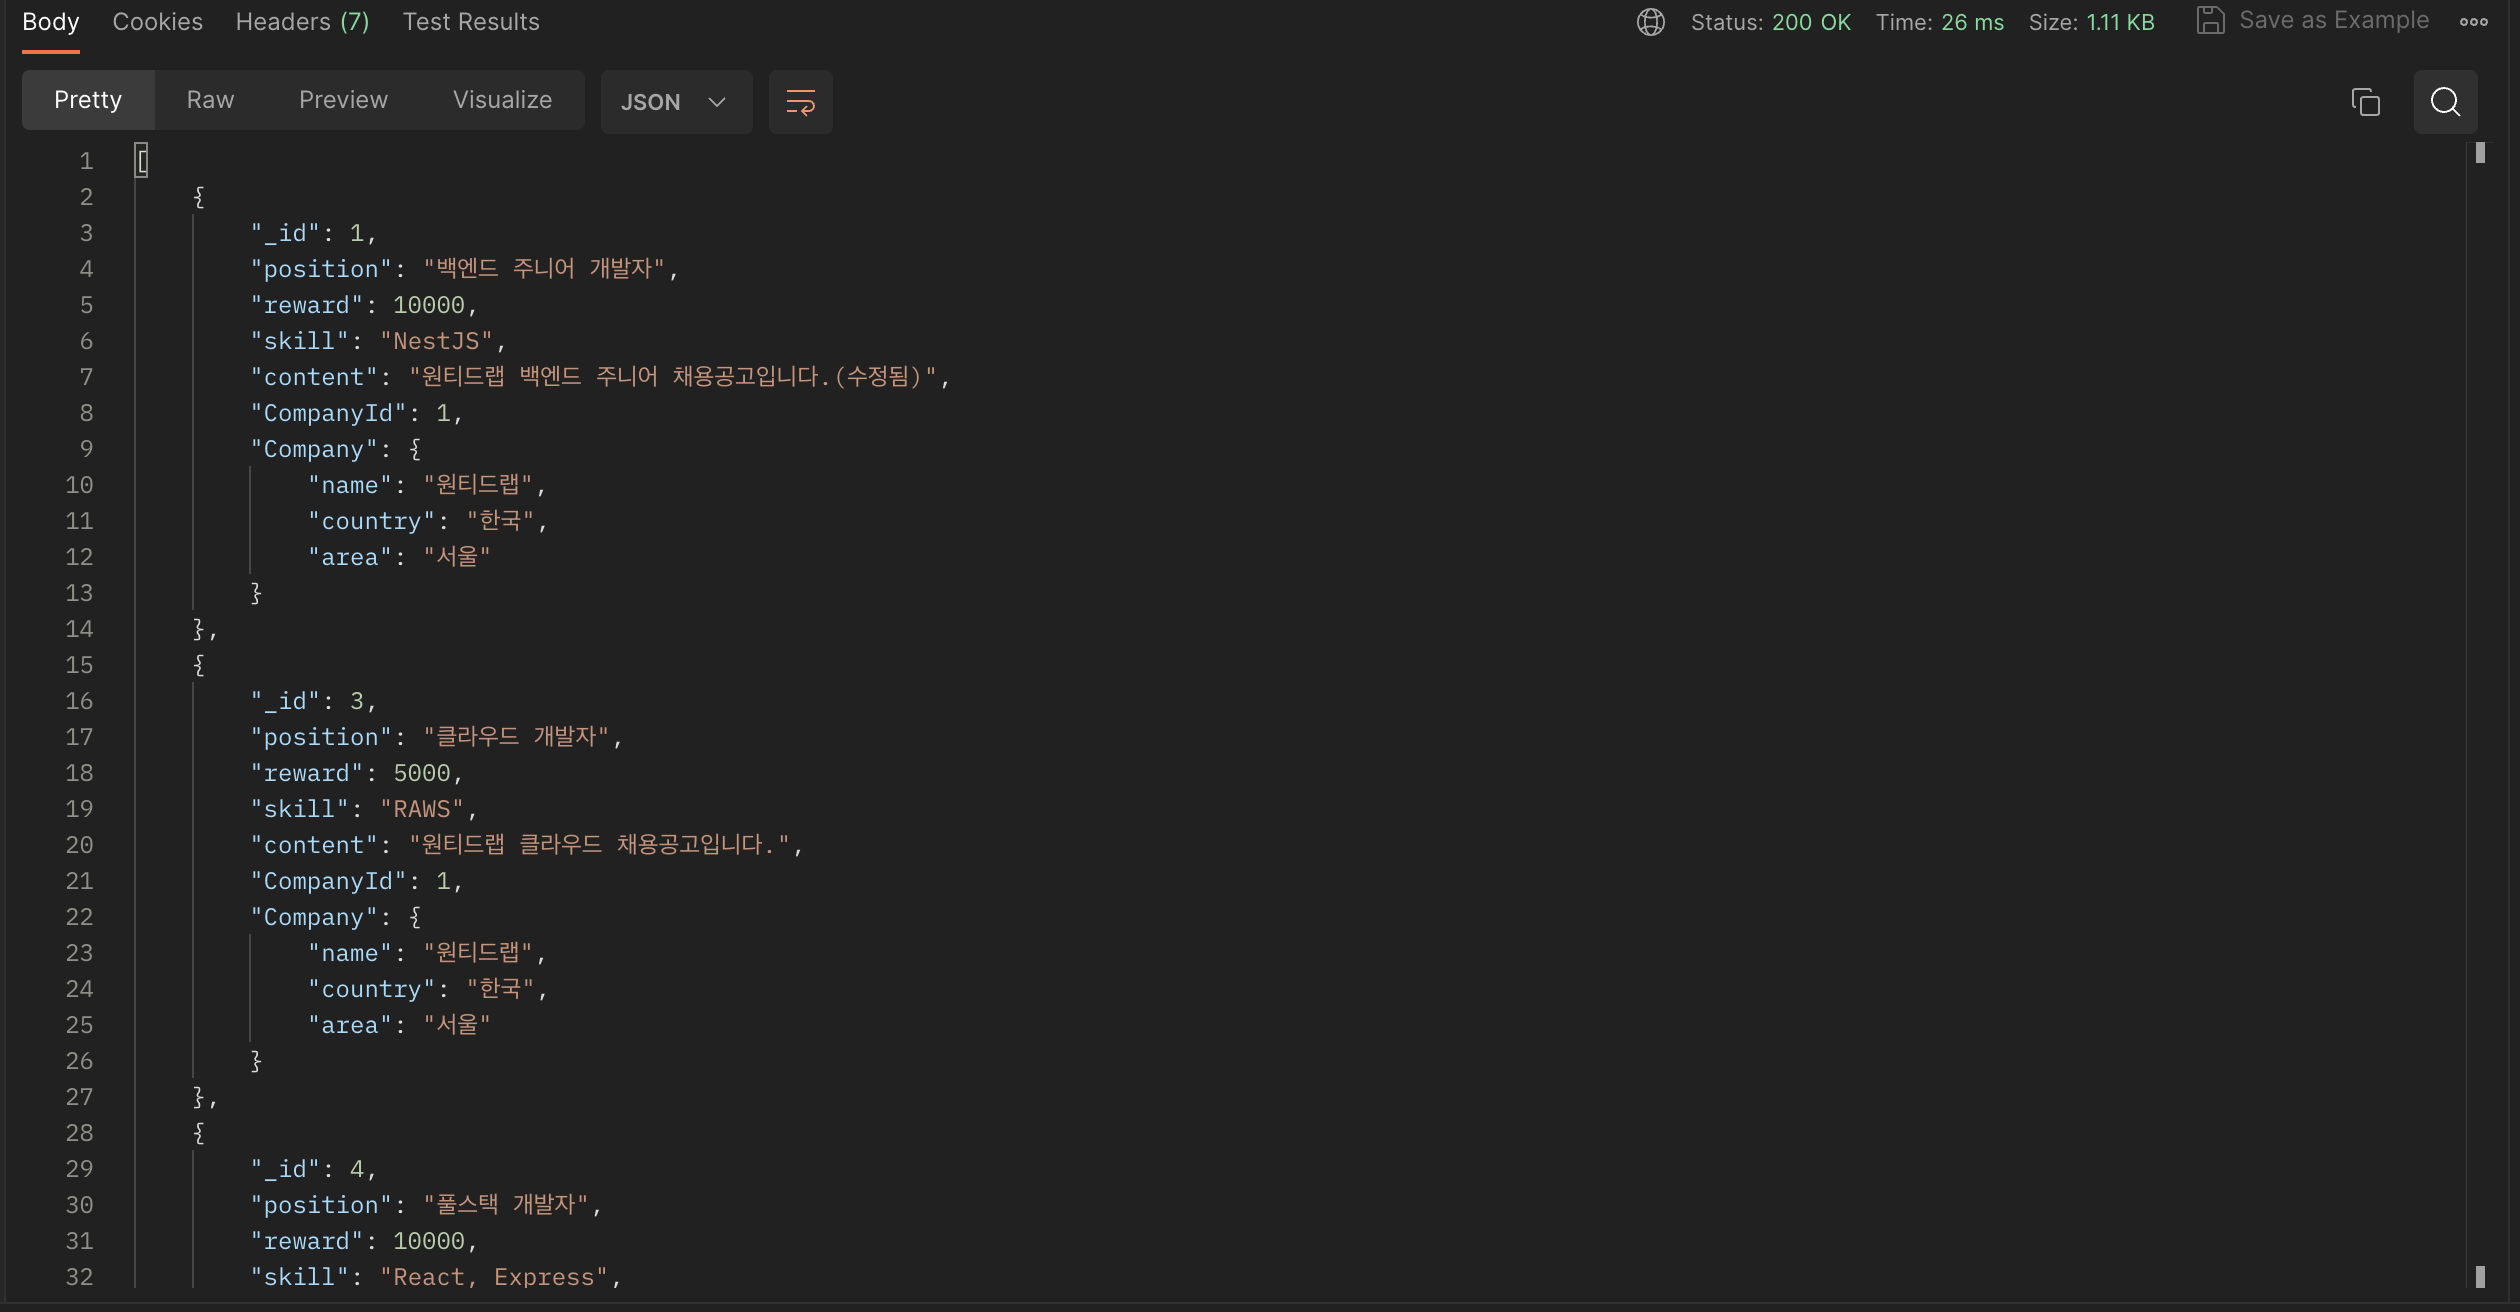 Body Cookies Headers (7) Test Results Status: 200 OK Time: 26 ms Size: 1.11 KB Save as Example
Pretty Raw Preview Visualize JSON
1 [
2 {
3 "_id": 1,
4 "position": "백엔드 주니어 개발자",
5 "reward": 10000,
6 "skill": "NestJS",
7 "content": "원티드랩 백엔드 주니어 채용공고입니다.(수정됨)",
8 "CompanyId": 1,
9 "Company": {
10 "name": "원티드랩",
11 "country": "한국",
12 "area": "서울"
13 }
14 },
15 {
16 "_id": 3,
17 "position": "클라우드 개발자",
18 "reward": 5000,
19 "skill": "RAWS",
20 "content": "원티드랩 클라우드 채용공고입니다.",
21 "CompanyId": 1,
22 "Company": {
23 "name": "원티드랩",
24 "country": "한국",
25 "area": "서울"
26 }
27 },
28 {
29 "_id": 4,
30 "position": "풀스택 개발자",
31 "reward": 10000,
32 "skill": "React, Express",